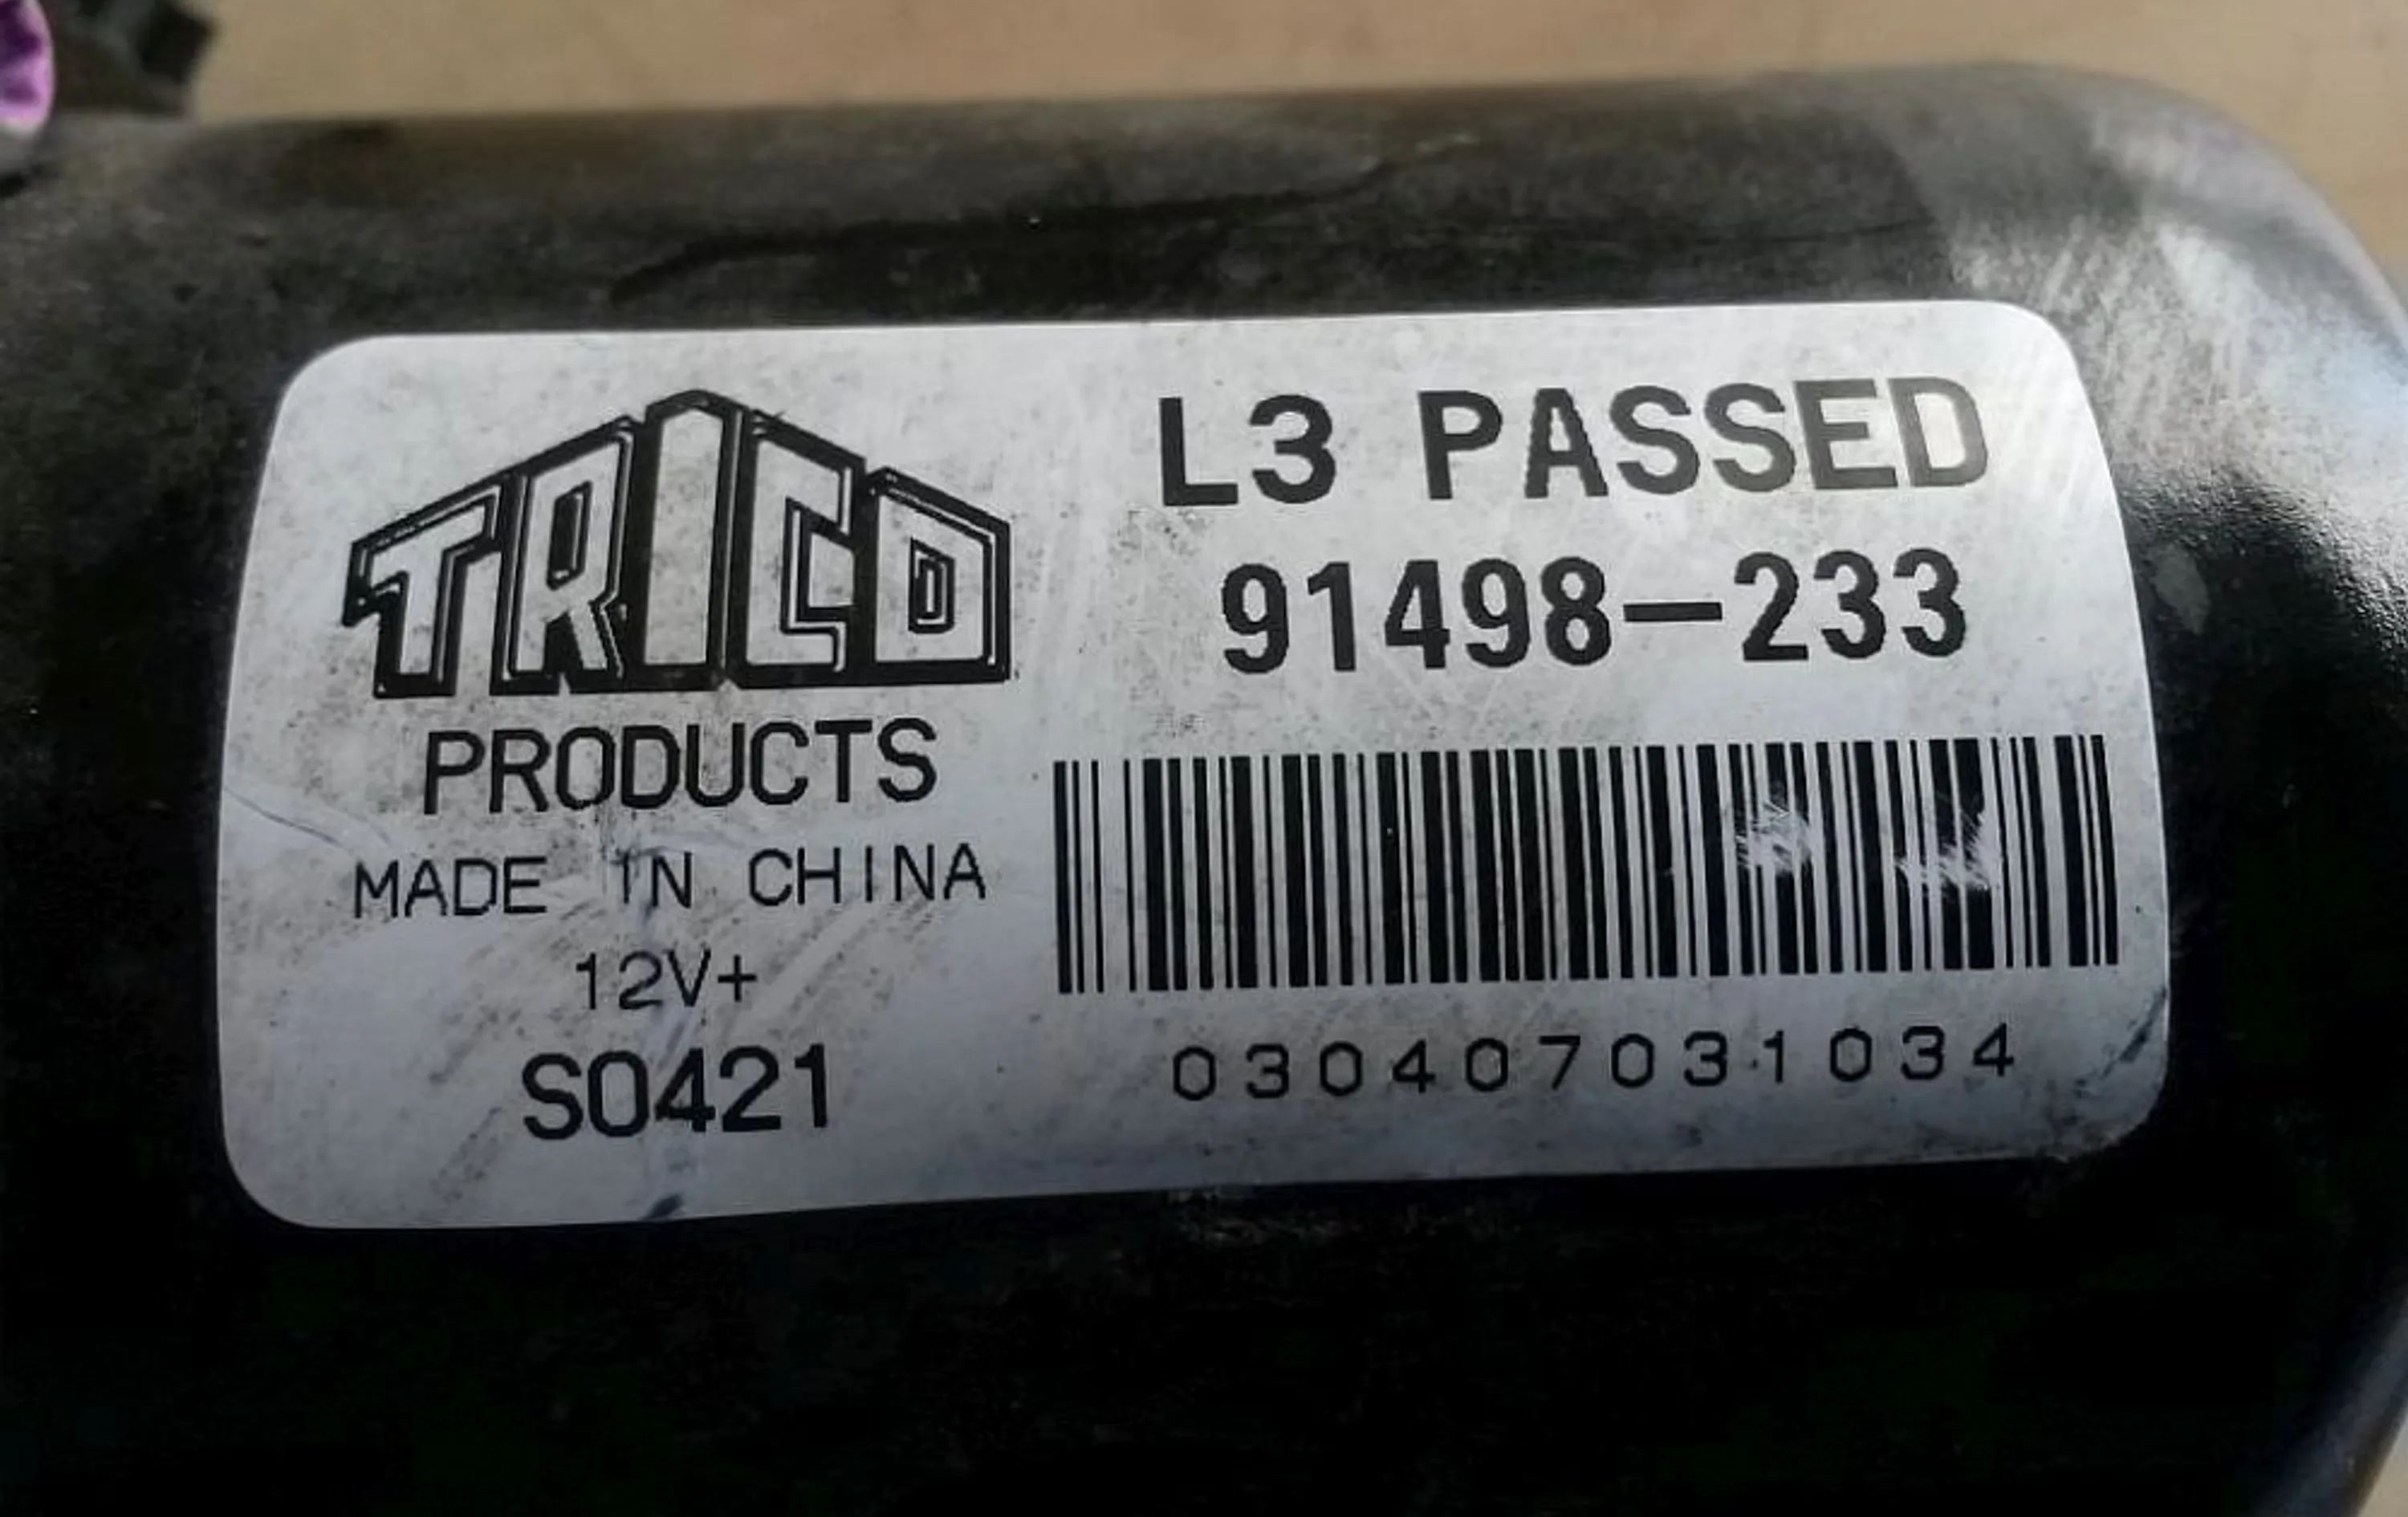 TRICO
PRODUCTS
MADE IN CHINA
12V+
S0421
L3 PASSED
91498-233
030407031034